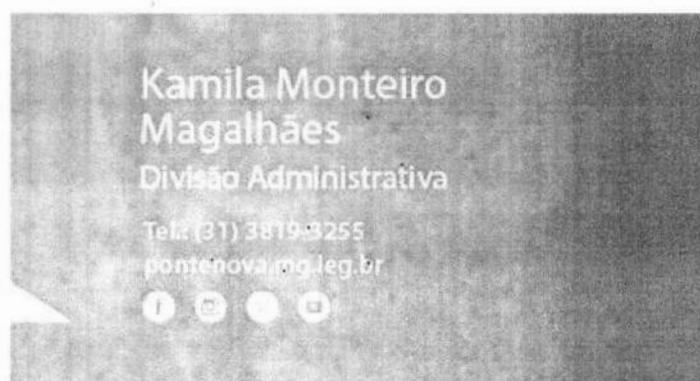 Kamila Monteiro
Magalhães
Divisão Administrativa
Tel.: (31) 3819-3255
pontenova.mg.leg.br